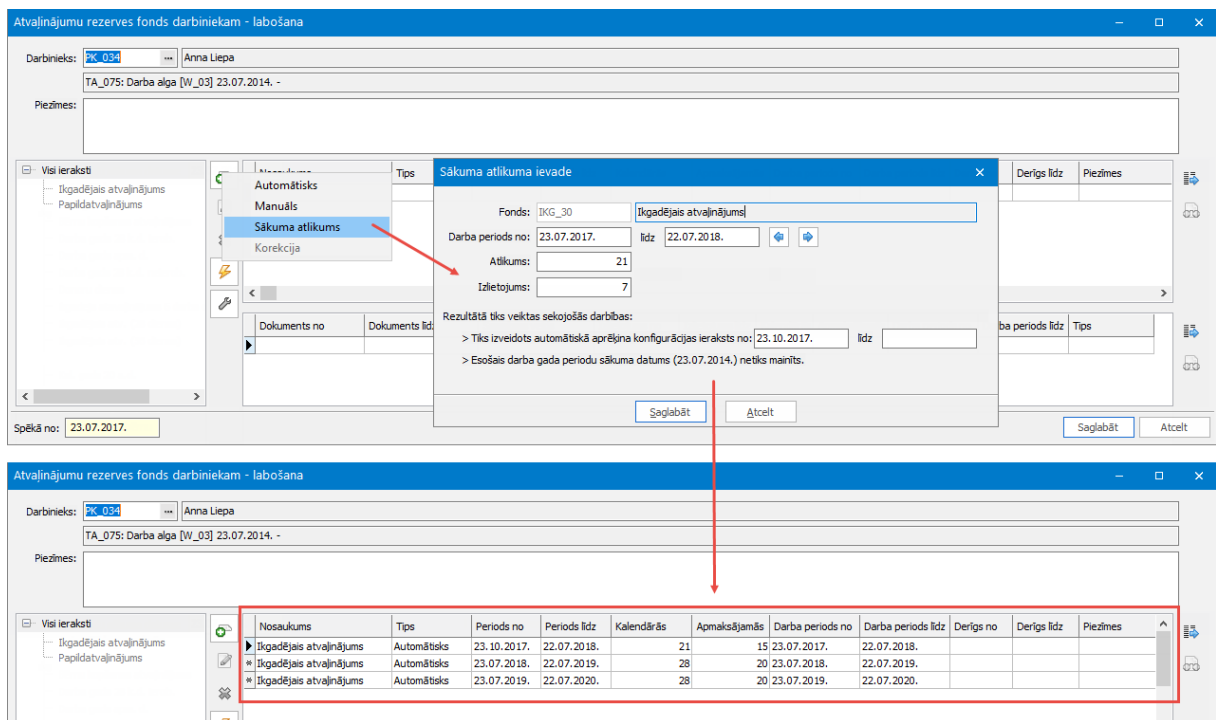 Atvaļinājumu rezerves fonds darbiniekam - labošana
Darbinieks: PK_034 ... Anna Liepa
TA_075: Darba alga [W_03] 23.07.2014. -
Piezīmes:
Visi ieraksti
Ikgadējais atvaļinājums
Papildatvaļinājums
Nosaukums Tips
Derīgs līdz Piezīmes
Automātisks
Manuāls
Sākuma atlikums
Korekcija
Sākuma atlikuma ievade
Fonds: IKG_30 Ikgadējais atvaļinājums
Darba periods no: 23.07.2017. līdz 22.07.2018.
Atlikums: 21
Izlietojums: 7
Rezultātā tiks veiktas sekojošās darbības:
> Tiks izveidots automātiskā aprēķina konfigurācijas ieraksts no: 23.10.2017. līdz
> Esošais darba gada periodu sākuma datums (23.07.2014.) netiks mainīts.
Saglabāt Atcelt
Dokuments no Dokuments līd
ba periods līdz Tips
Spēkā no: 23.07.2017.
Saglabāt Atcelt
Atvaļinājumu rezerves fonds darbiniekam - labošana
Darbinieks: PK_034 ... Anna Liepa
TA_075: Darba alga [W_03] 23.07.2014. -
Piezīmes:
Visi ieraksti
Ikgadējais atvaļinājums
Papildatvaļinājums
Nosaukums Tips Periods no Periods līdz Kalendārās Apmaksājamās Darba periods no Darba periods līdz Derīgs no Derīgs līdz Piezīmes
Ikgadējais atvaļinājums Automātisks 23.10.2017. 22.07.2018. 21 15 23.07.2017. 22.07.2018.
Ikgadējais atvaļinājums Automātisks 23.07.2018. 22.07.2019. 28 20 23.07.2018. 22.07.2019.
Ikgadējais atvaļinājums Automātisks 23.07.2019. 22.07.2020. 28 20 23.07.2019. 22.07.2020.